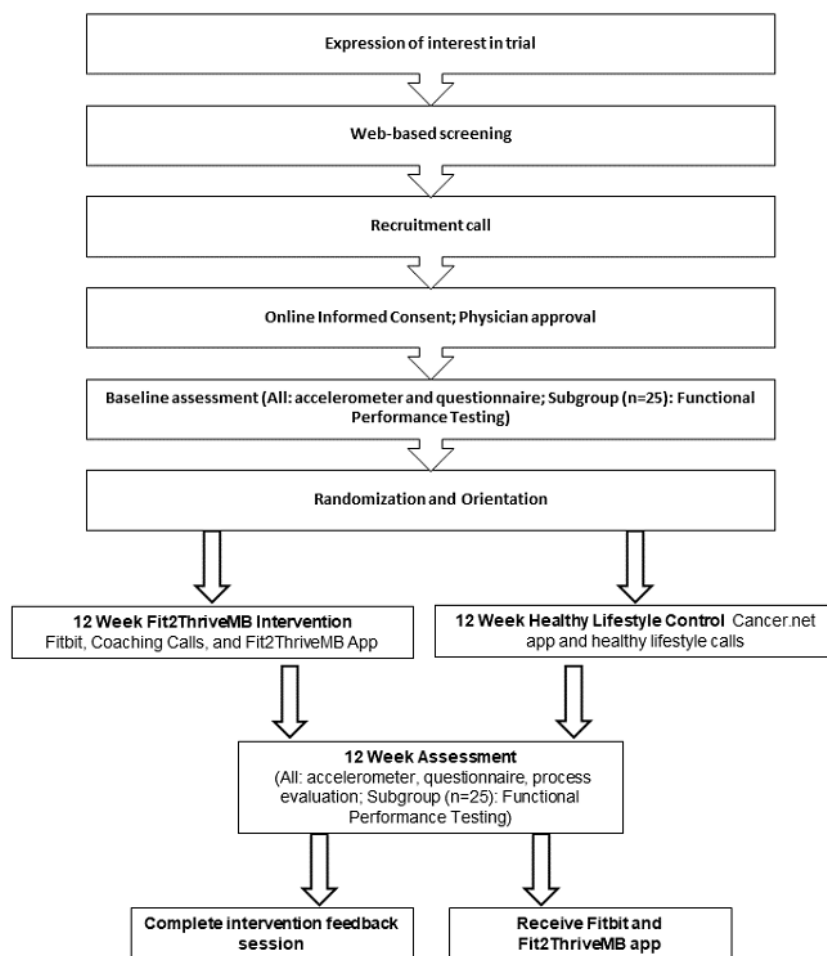 Expression of interest in trial
Web-based screening
Recruitment call
Online Informed Consent; Physician approval
Baseline assessment (All: accelerometer and questionnaire; Subgroup (n=25): Functional
Performance Testing)
Randomization and Orientation
12 Week Fit2ThriveMB Intervention
Fitbit, Coaching Calls, and Fit2ThriveMB App
12 Week Healthy Lifestyle Control Cancer.net
app and healthy lifestyle calls
12 Week Assessment
(All: accelerometer, questionnaire, process
evaluation; Subgroup (n=25): Functional
Performance Testing)
Complete intervention feedback
session
Receive Fitbit and
Fit2ThriveMB app